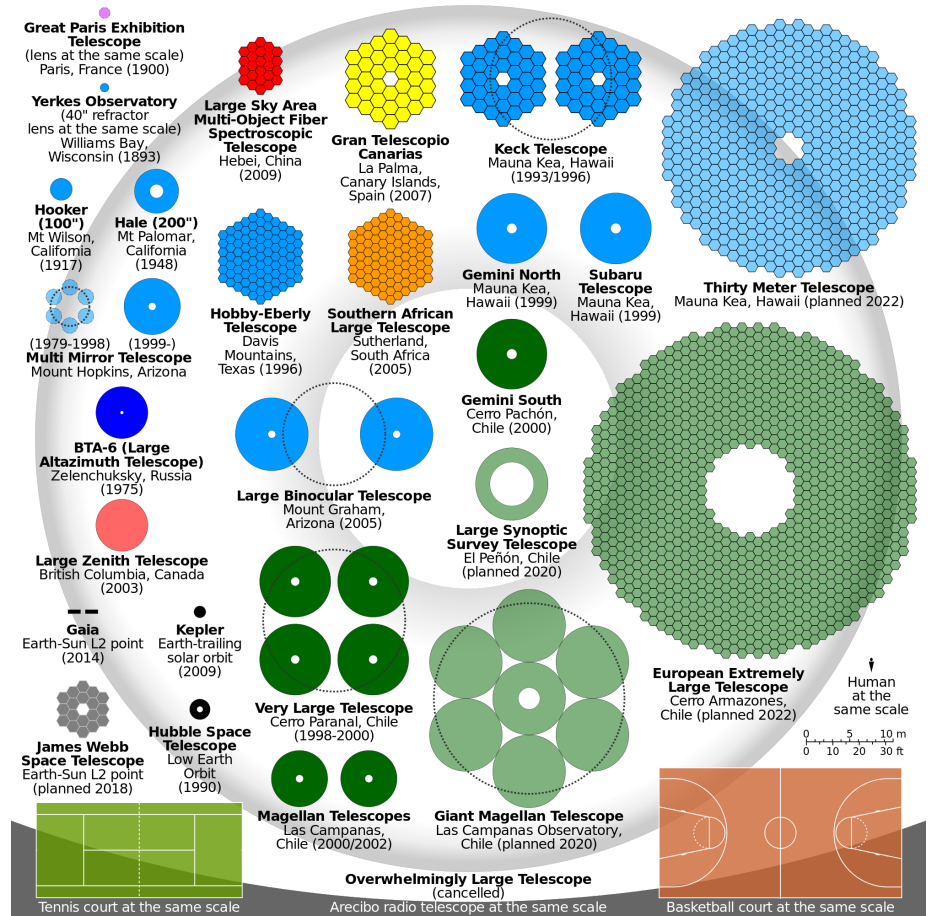 Great Paris Exhibition
Telescope
(lens at the same scale)
Paris, France (1900)
Yerkes Observatory
(40" refractor
lens at the same scale)
Williams Bay,
Wisconsin (1893)
Hooker
(100")
Mt Wilson,
California
(1917)
Hale (200")
Mt Palomar,
California
(1948)
(1979-1998)
(1999-)
Multi Mirror Telescope
Mount Hopkins, Arizona
BTA-6 (Large
Altazimuth Telescope)
Zelenchuksky, Russia
(1975)
Large Zenith Telescope
British Columbia, Canada
(2003)
Gaia
Earth-Sun L2 point
(2014)
Kepler
Earth-trailing
solar orbit
(2009)
James Webb
Space Telescope
Earth-Sun L2 point
(planned 2018)
Hubble Space
Telescope
Low Earth
Orbit
(1990)
Large Sky Area
Multi-Object Fiber
Spectroscopic
Telescope
Hebei, China
(2009)
Gran Telescopio
Canarias
La Palma,
Canary Islands,
Spain (2007)
Hobby-Eberly
Telescope
Davis
Mountains,
Texas (1996)
Southern African
Large Telescope
Sutherland,
South Africa
(2005)
Large Binocular Telescope
Mount Graham,
Arizona (2005)
Very Large Telescope
Cerro Paranal, Chile
(1998-2000)
Magellan Telescopes
Las Campanas,
Chile (2000/2002)
Keck Telescope
Mauna Kea, Hawaii
(1993/1996)
Gemini North
Mauna Kea,
Hawaii (1999)
Subaru
Telescope
Mauna Kea,
Hawaii (1999)
Gemini South
Cerro Pachón,
Chile (2000)
Large Synoptic
Survey Telescope
El Peñón, Chile
(planned 2020)
Giant Magellan Telescope
Las Campanas Observatory,
Chile (planned 2020)
Thirty Meter Telescope
Mauna Kea, Hawaii (planned 2022)
European Extremely
Large Telescope
Cerro Armazones,
Chile (planned 2022)
Human
at the
same scale
0 5 10 m
0 10 20 30 ft
Overwhelmingly Large Telescope
(cancelled)
Tennis court at the same scale
Arecibo radio telescope at the same scale
Basketball court at the same scale